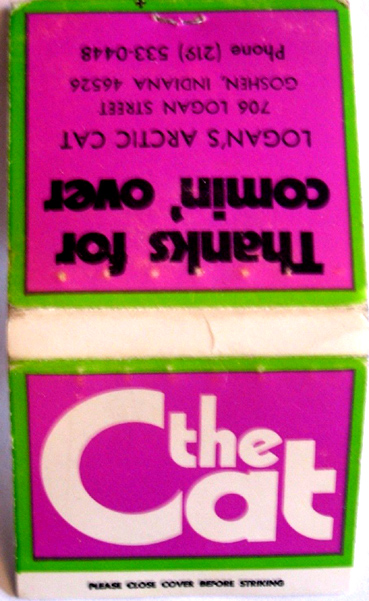 Thanks for
comin' over
LOGAN'S ARCTIC CAT
706 LOGAN STREET
GOSHEN, INDIANA 46526
Phone (219) 533-0448
the
Cat
PLEASE CLOSE COVER BEFORE STRIKING